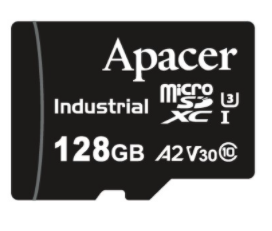 Apacer
Industrial micro SD XC U3 I
128GB A2 V30 10